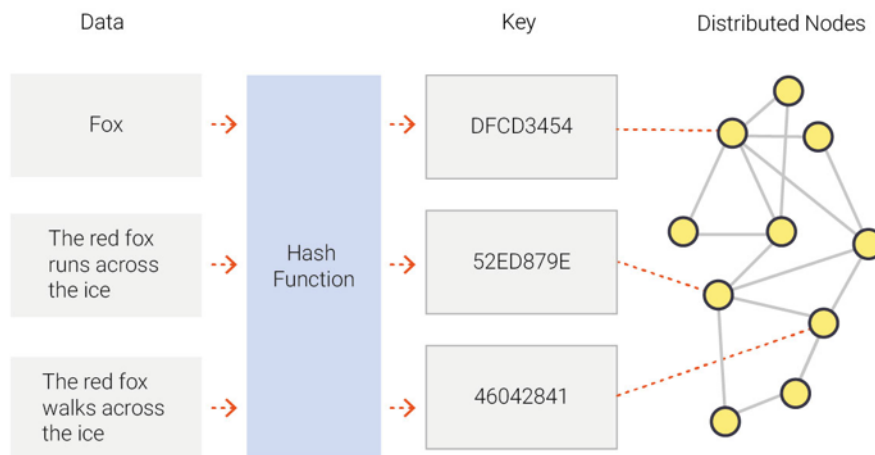 Data
Key
Distributed Nodes
Fox
DFCD3454
The red fox
runs across
the ice
Hash
Function
52ED879E
The red fox
walks across
the ice
46042841